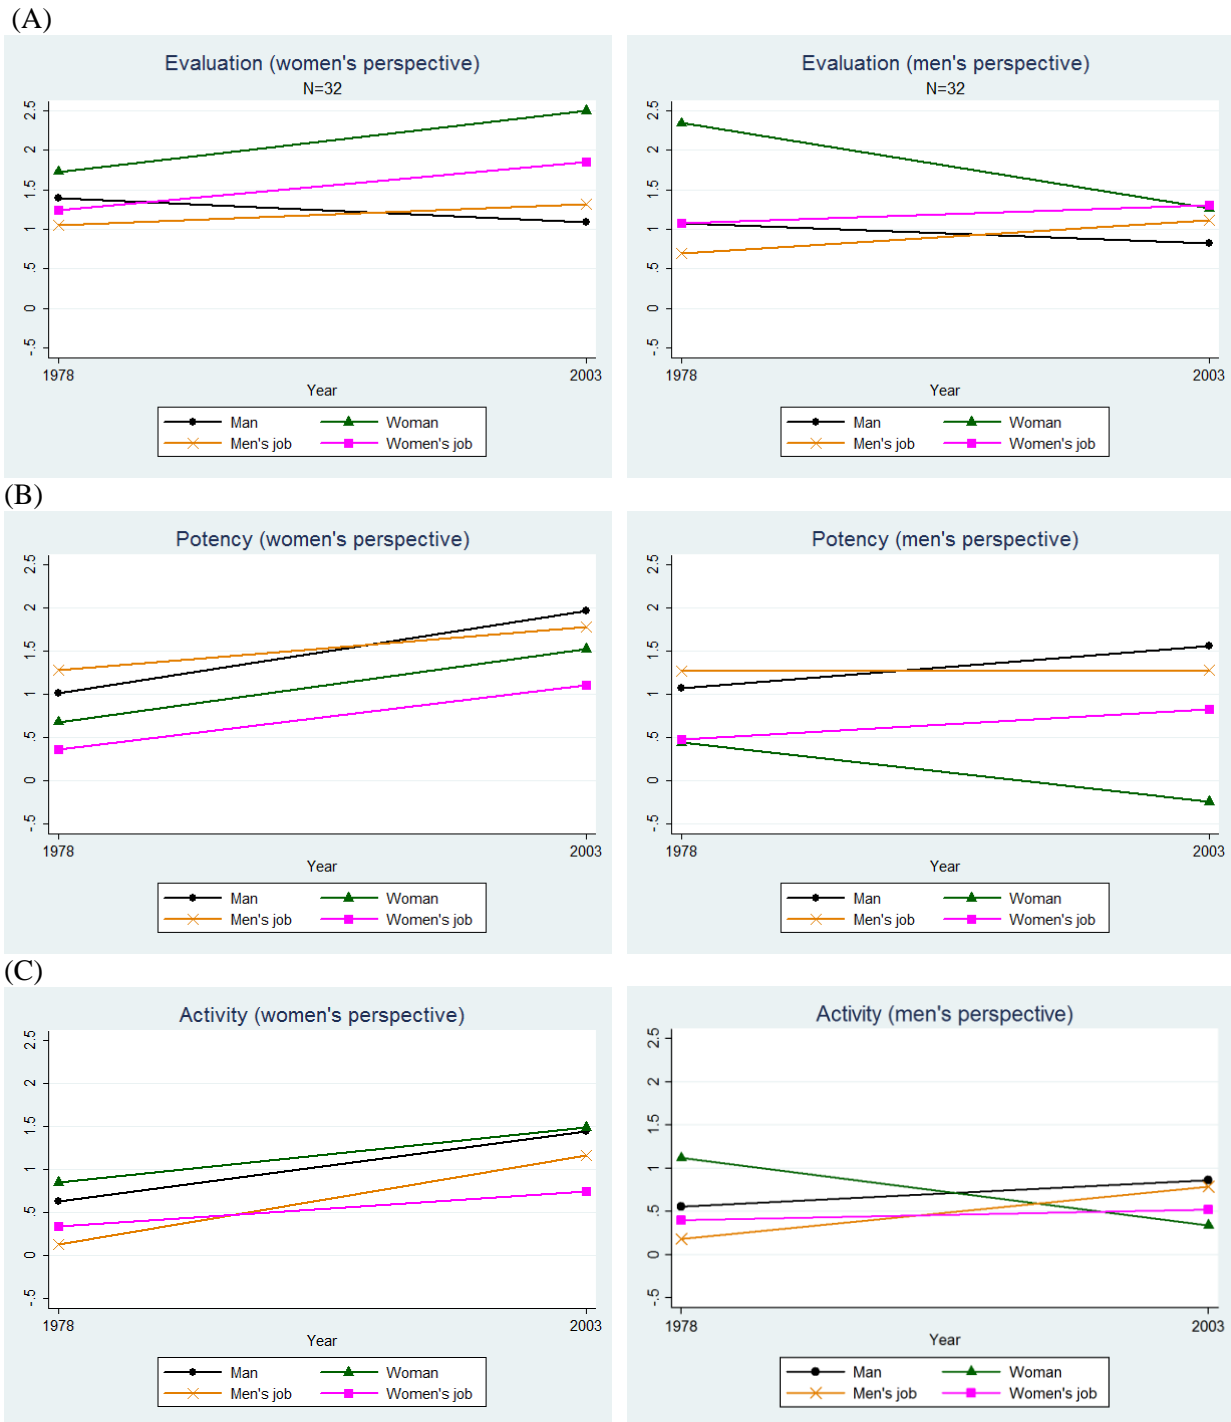 (A)
Evaluation (women's perspective)
N=32
2.5
2
1.5
1
.5
0
-.5
1978
2003
Year
Man
Woman
Men's job
Women's job
Evaluation (men's perspective)
N=32
2.5
2
1.5
1
.5
0
-.5
1978
2003
Year
Man
Woman
Men's job
Women's job
(B)
Potency (women's perspective)
2.5
2
1.5
1
.5
0
-.5
1978
2003
Year
Man
Woman
Men's job
Women's job
Potency (men's perspective)
2.5
2
1.5
1
.5
0
-.5
1978
2003
Year
Man
Woman
Men's job
Women's job
(C)
Activity (women's perspective)
2.5
2
1.5
1
.5
0
-.5
1978
2003
Year
Man
Woman
Men's job
Women's job
Activity (men's perspective)
2.5
2
1.5
1
.5
0
-.5
1978
2003
Year
Man
Woman
Men's job
Women's job